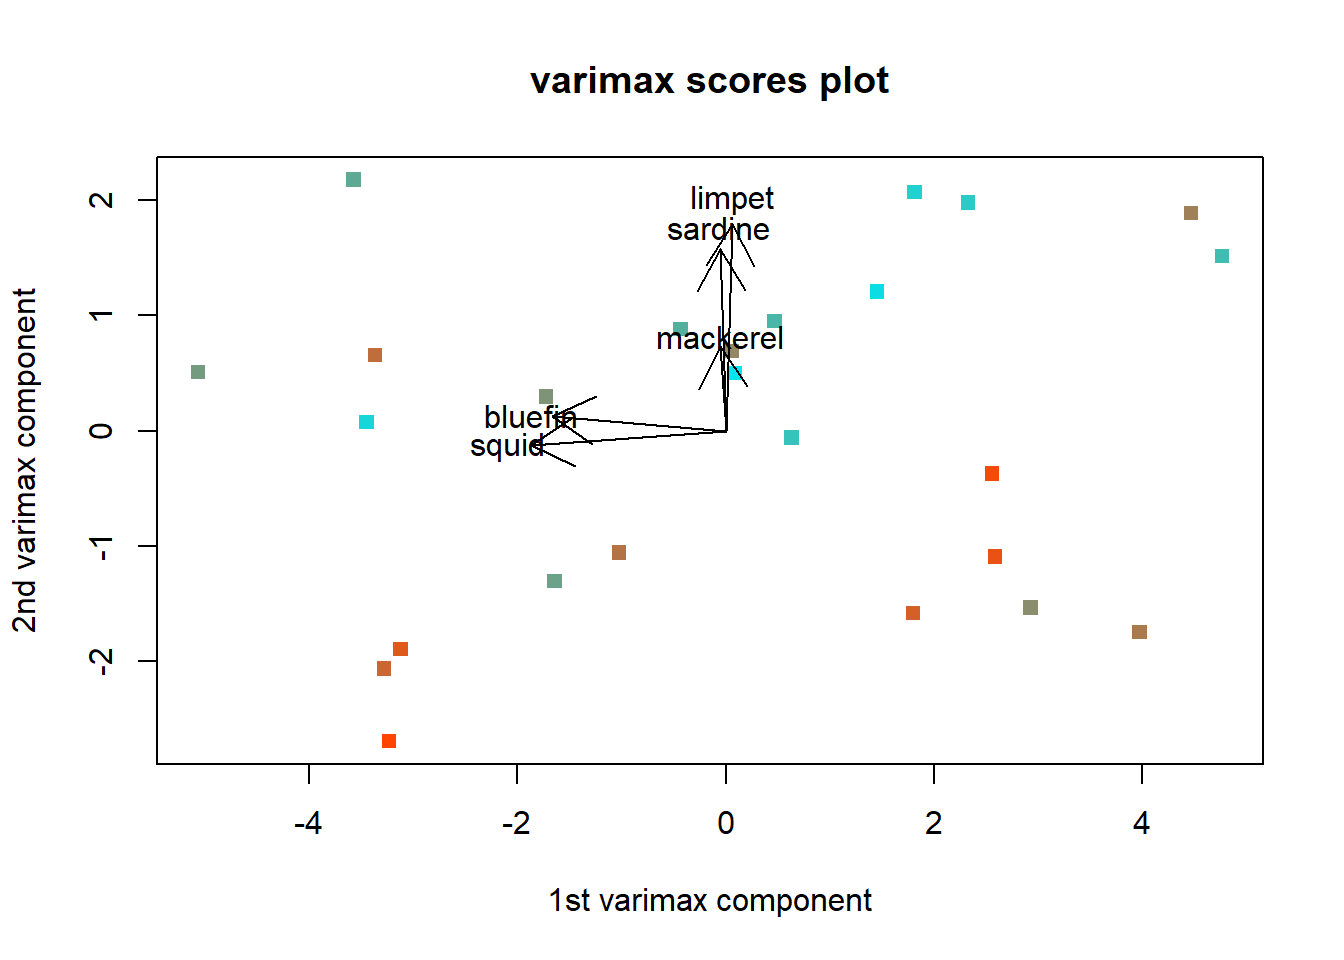 varimax scores plot
2nd varimax component
2
1
0
-1
-2
limpet
sardine
mackerel
bluefin
squid
-4 -2 0 2 4
1st varimax component